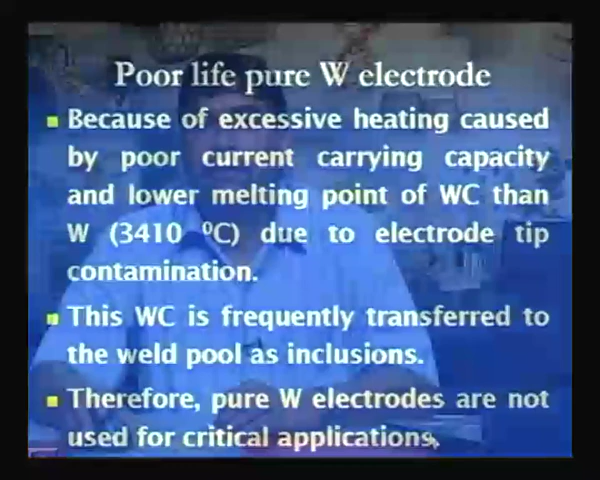 Poor life pure W electrode
Because of excessive heating caused
by poor current carrying capacity
and lower melting point of WC than
W (3410 ⁰C) due to electrode tip
contamination.
This WC is frequently transferred to
the weld pool as inclusions.
Therefore, pure W electrodes are not
used for critical applications.